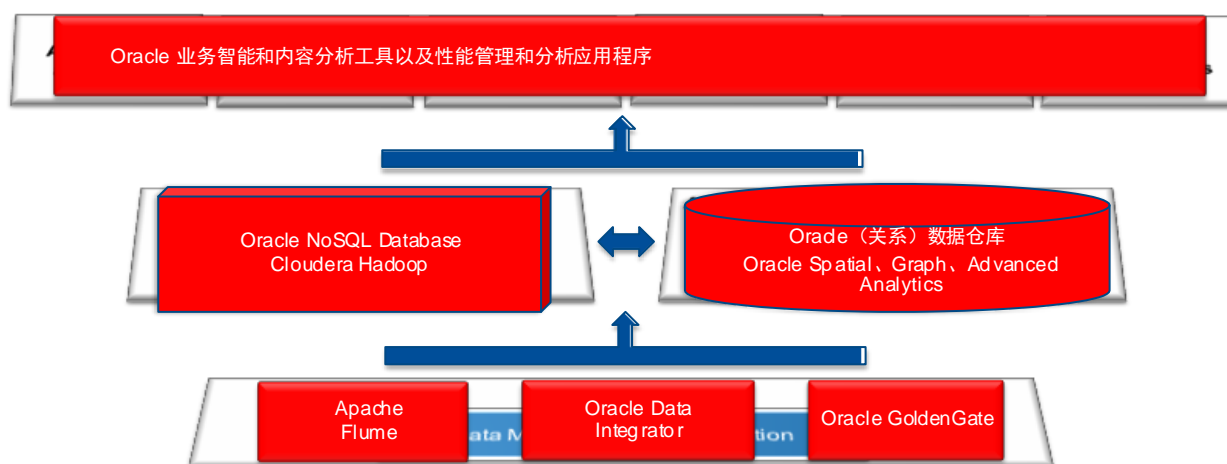 Oracle 业务智能和内容分析工具以及性能管理和分析应用程序
Oracle NoSQL Database
Cloudera Hadoop
Oracle（关系）数据仓库
Oracle Spatial、Graph、Advanced
Analytics
Apache
Flume
Oracle Data
Integrator
Oracle GoldenGate